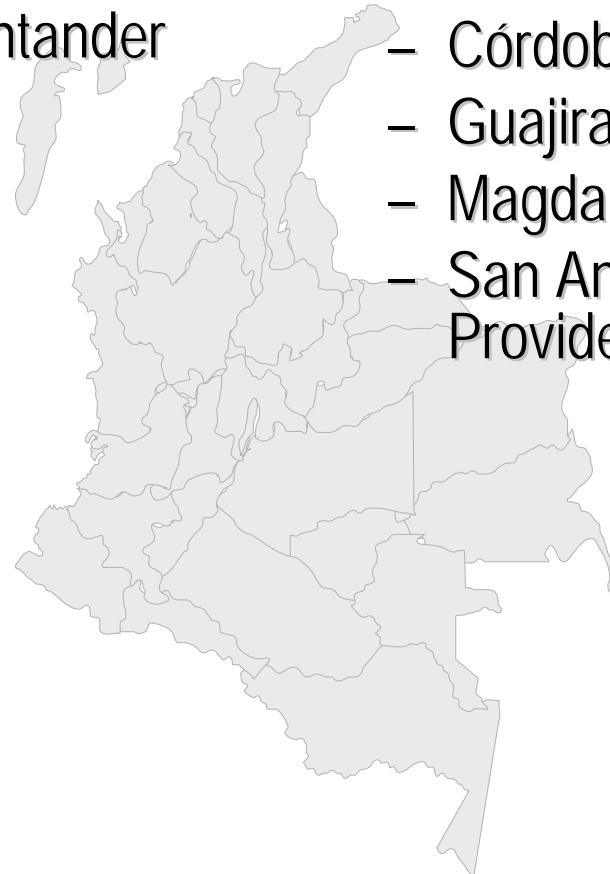 ntander
– Córdob
– Guajira
– Magda
– San An
Provide